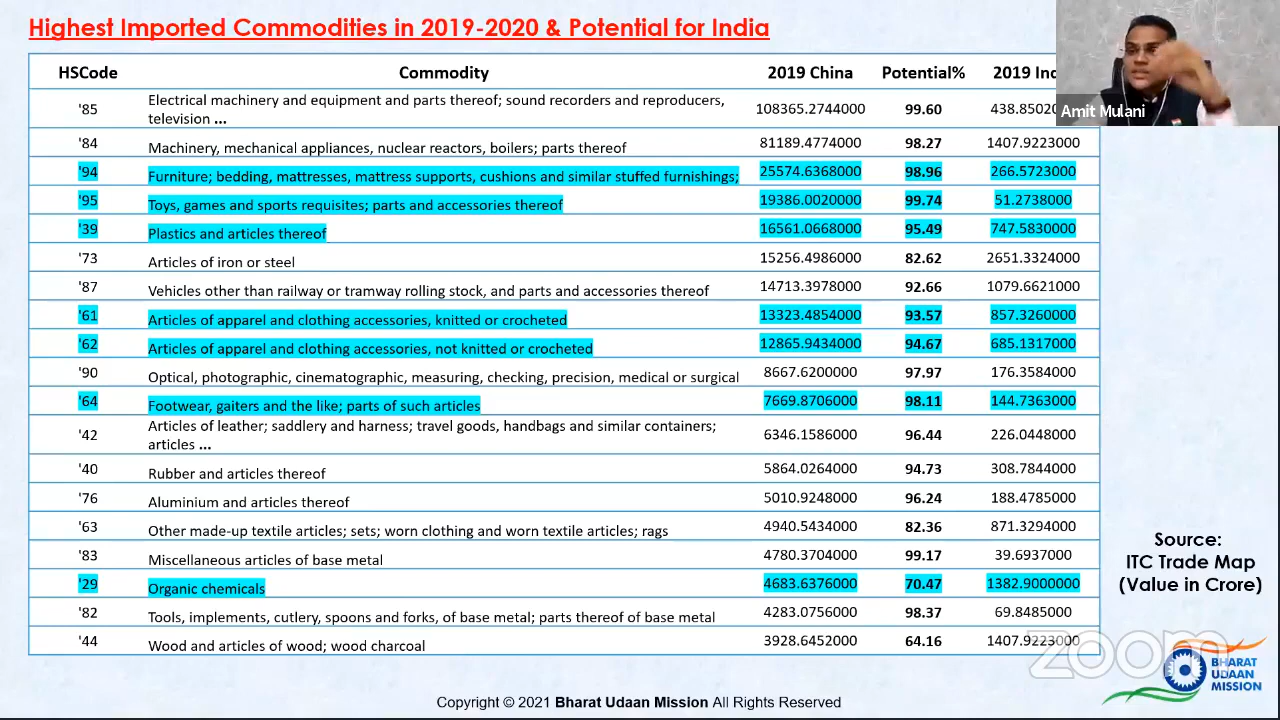 Highest Imported Commodities in 2019-2020 & Potential for India
HSCode Commodity 2019 China Potential% 2019
Amit Mulani
'85 Electrical machinery and equipment and parts thereof; sound recorders and reproducers, television ... 108365.2744000 99.60
'84 Machinery, mechanical appliances, nuclear reactors, boilers; parts thereof 81189.4774000 98.27 1407.9223000
'94 Furniture; bedding, mattresses, mattress supports, cushions and similar stuffed furnishings; 25574.6368000 98.96 266.5723000
'95 Toys, games and sports requisites; parts and accessories thereof 19386.0020000 99.74 51.2738000
'39 Plastics and articles thereof 16561.0668000 95.49 747.5830000
'73 Articles of iron or steel 15256.4986000 82.62 2651.3324000
'87 Vehicles other than railway or tramway rolling stock, and parts and accessories thereof 14713.3978000 92.66 1079.6621000
'61 Articles of apparel and clothing accessories, knitted or crocheted 13323.4854000 93.57 857.3260000
'62 Articles of apparel and clothing accessories, not knitted or crocheted 12865.9434000 94.67 685.1317000
'90 Optical, photographic, cinematographic, measuring, checking, precision, medical or surgical 8667.6200000 97.97 176.3584000
'64 Footwear, gaiters and the like; parts of such articles 7669.8706000 98.11 144.7363000
'42 Articles of leather; saddlery and harness; travel goods, handbags and similar containers; articles ... 6346.1586000 96.44 226.0448000
'40 Rubber and articles thereof 5864.0264000 94.73 308.7844000
'76 Aluminium and articles thereof 5010.9248000 96.24 188.4785000
'63 Other made-up textile articles; sets; worn clothing and worn textile articles; rags 4940.5434000 82.36 871.3294000
'83 Miscellaneous articles of base metal 4780.3704000 99.17 39.6937000
'29 Organic chemicals 4683.6376000 70.47 1382.9000000
'82 Tools, implements, cutlery, spoons and forks, of base metal; parts thereof of base metal 4283.0756000 98.37 69.8485000
'44 Wood and articles of wood; wood charcoal 3928.6452000 64.16 1407.9223000
Source:
ITC Trade Map
(Value in Crore)
zoom
BHARAT
UDAAN
MISSION
Copyright © 2021 Bharat Udaan Mission All Rights Reserved